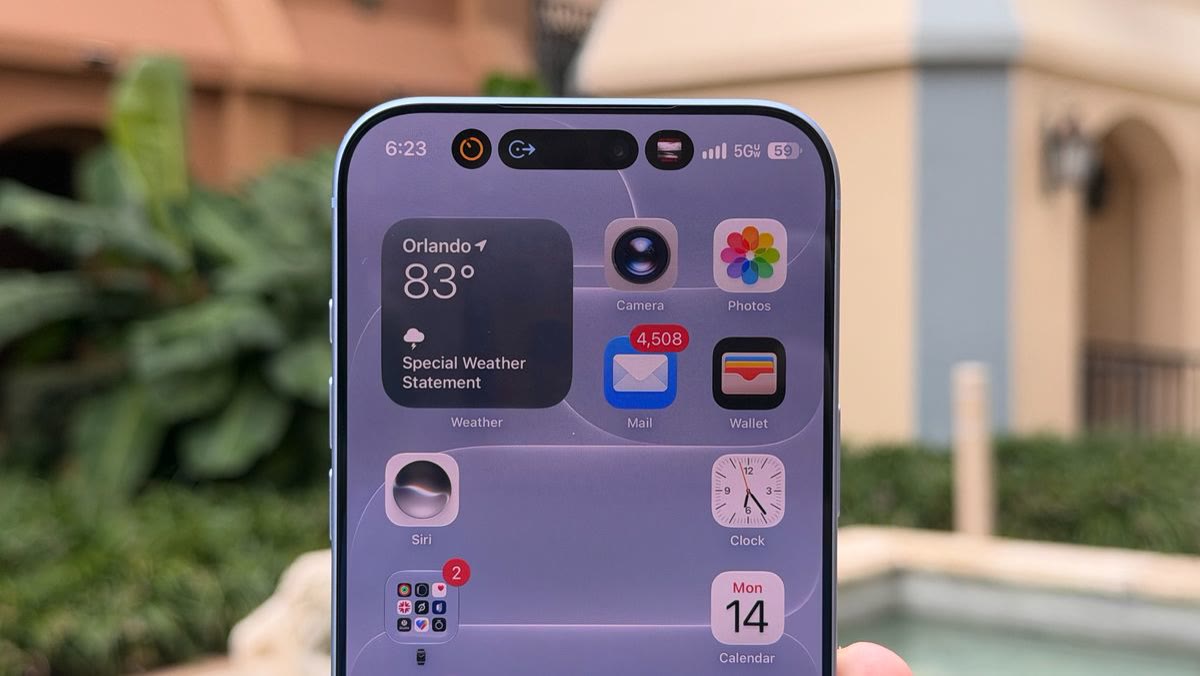 6:23
5G UW
59
Orlando
83°
Special Weather
Statement
Weather
Camera
Photos
4,508
Mail
Wallet
Siri
12
9
3
6
Clock
2
Mon
14
Calendar